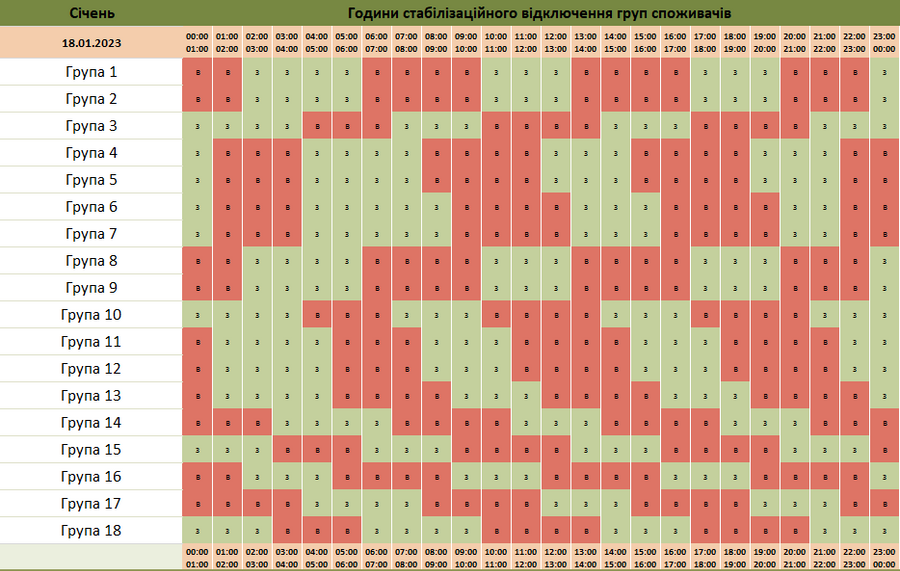 Січень Години стабілізаційного відключення груп споживачів
18.01.2023 00:00 01:00 02:00 03:00 04:00 05:00 06:00 07:00 08:00 09:00 10:00 11:00 12:00 13:00 14:00 15:00 16:00 17:00 18:00 19:00 20:00 21:00 22:00 23:00
01:00 02:00 03:00 04:00 05:00 06:00 07:00 08:00 09:00 10:00 11:00 12:00 13:00 14:00 15:00 16:00 17:00 18:00 19:00 20:00 21:00 22:00 23:00 00:00
Група 1 В В З З З З В В В В З З З В В В В З З З В В В З
Група 2 В В З З З З В В В В З З З В В В В З З З В В В З
Група 3 З З З З В В В З З З В В В В З З З В В В В З З З
Група 4 З В В В З З З З В В В В З З З В В В В З З З В В
Група 5 З В В В З З З З В В В В З З З В В В В З З З В В
Група 6 З В В В З З З З З В В В В З З З В В В В З З В В
Група 7 З В В В З З З З З В В В В З З З В В В В З З В В
Група 8 В В З З З З В В В В З З З В В В В З З З В В В З
Група 9 В В З З З З В В В В З З З В В В В З З З В В В З
Група 10 З З З З В В В З З З В В В В З З З В В В В З З З
Група 11 В З З З З В В В З З З В В В В З З З В В В В З З
Група 12 В З З З З В В В З З З В В В В З З З В В В В З З
Група 13 В З З З З В В В В З З З В В В В З З З В В В З З
Група 14 В В В З З З З В В В В З З З В В В В З З З В В В
Група 15 З З З В В В З З З В В В В З З З В В В В З З З В
Група 16 В В З З З В В В В З З З В В В В З З З В В В В З
Група 17 В В В В З З З З В В В В З З З В В В В З З З В В
Група 18 З З З В В В З З З З В В В В З З З В В В В З З З
00:00 01:00 02:00 03:00 04:00 05:00 06:00 07:00 08:00 09:00 10:00 11:00 12:00 13:00 14:00 15:00 16:00 17:00 18:00 19:00 20:00 21:00 22:00 23:00
01:00 02:00 03:00 04:00 05:00 06:00 07:00 08:00 09:00 10:00 11:00 12:00 13:00 14:00 15:00 16:00 17:00 18:00 19:00 20:00 21:00 22:00 23:00 00:00